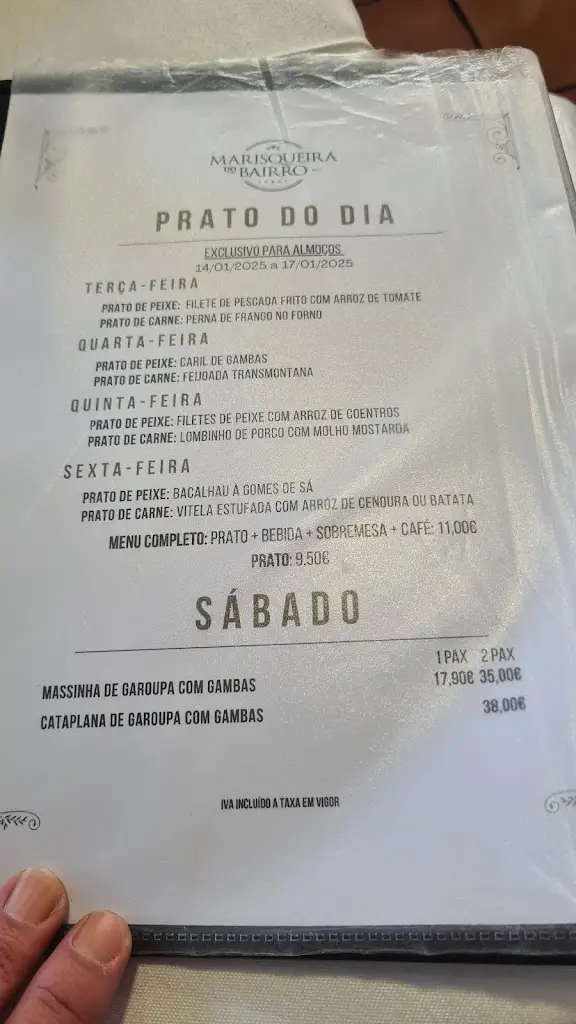 MARISQUEIRA
DO BAIRRO
PRATO DO DIA
EXCLUSIVO PARA ALMOÇOS
14/01/2025 a 17/01/2025
TERÇA-FEIRA
PRATO DE PEIXE: FILETE DE PESCADA FRITO COM ARROZ DE TOMATE
PRATO DE CARNE: PERNA DE FRANGO NO FORNO
QUARTA-FEIRA
PRATO DE PEIXE: CARIL DE GAMBAS
PRATO DE CARNE: FEIJOADA TRANSMONTANA
QUINTA-FEIRA
PRATO DE PEIXE: FILETES DE PEIXE COM ARROZ DE COENTROS
PRATO DE CARNE: LOMBINHO DE PORCO COM MOLHO MOSTARDA
SEXTA-FEIRA
PRATO DE PEIXE: BACALHAU À GOMES DE SÁ
PRATO DE CARNE: VITELA ESTUFADA COM ARROZ DE CENOURA OU BATATA
MENU COMPLETO: PRATO + BEBIDA + SOBREMESA + CAFÉ: 11,00€
PRATO: 9.50€
SÁBADO
1 PAX 2 PAX
MASSINHA DE GAROUPA COM GAMBAS 17,90€ 35,00€
CATAPLANA DE GAROUPA COM GAMBAS 38,00€
IVA INCLUÍDO A TAXA EM VIGOR